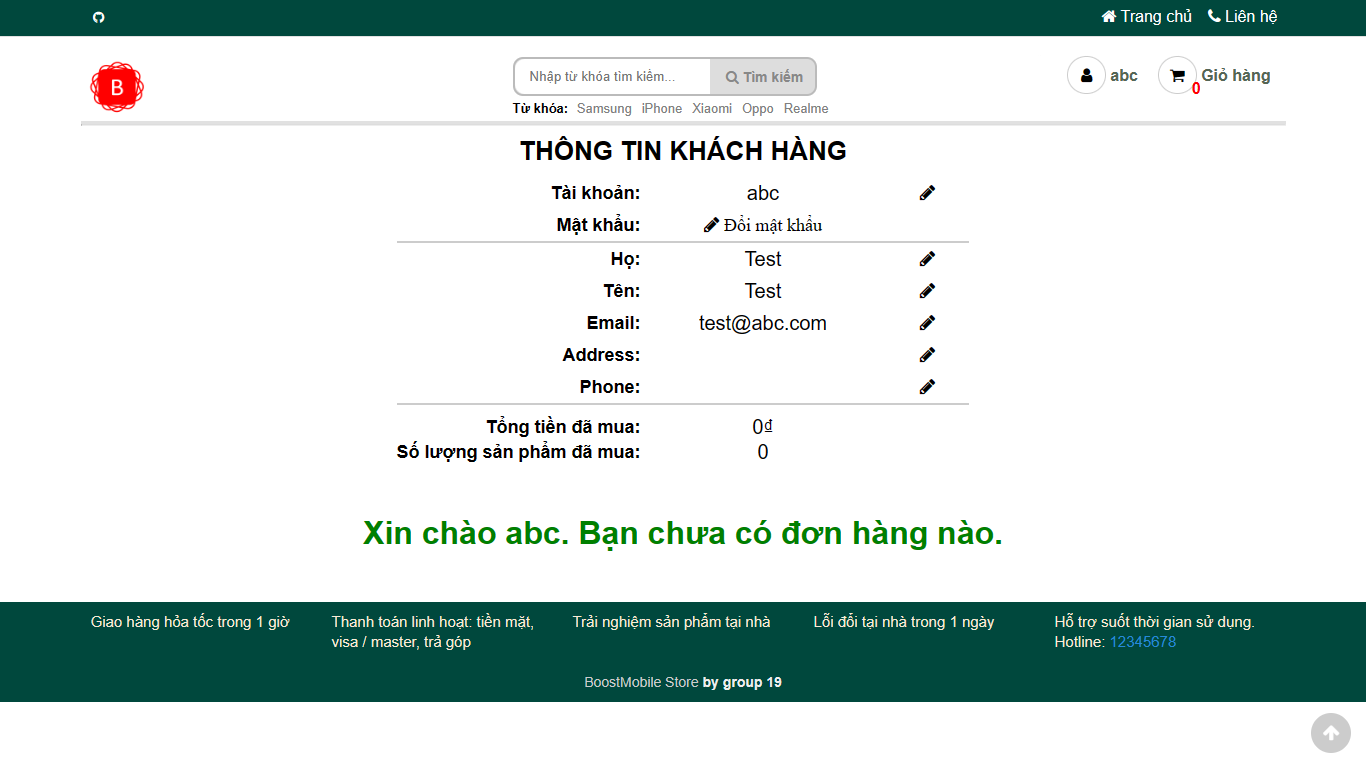 Trang chủ Liên hệ
B
Nhập từ khóa tìm kiếm... Tìm kiếm
abc Giỏ hàng
0
Từ khóa: Samsung iPhone Xiaomi Oppo Realme
THÔNG TIN KHÁCH HÀNG
Tài khoản: abc
Mật khẩu: Đổi mật khẩu
Họ: Test
Tên: Test
Email: test@abc.com
Address:
Phone:
Tổng tiền đã mua: 0₫
Số lượng sản phẩm đã mua: 0
Xin chào abc. Bạn chưa có đơn hàng nào.
Giao hàng hỏa tốc trong 1 giờ
Thanh toán linh hoạt: tiền mặt,
visa / master, trả góp
Trải nghiệm sản phẩm tại nhà
Lỗi đổi tại nhà trong 1 ngày
Hỗ trợ suốt thời gian sử dụng.
Hotline: 12345678
BoostMobile Store by group 19